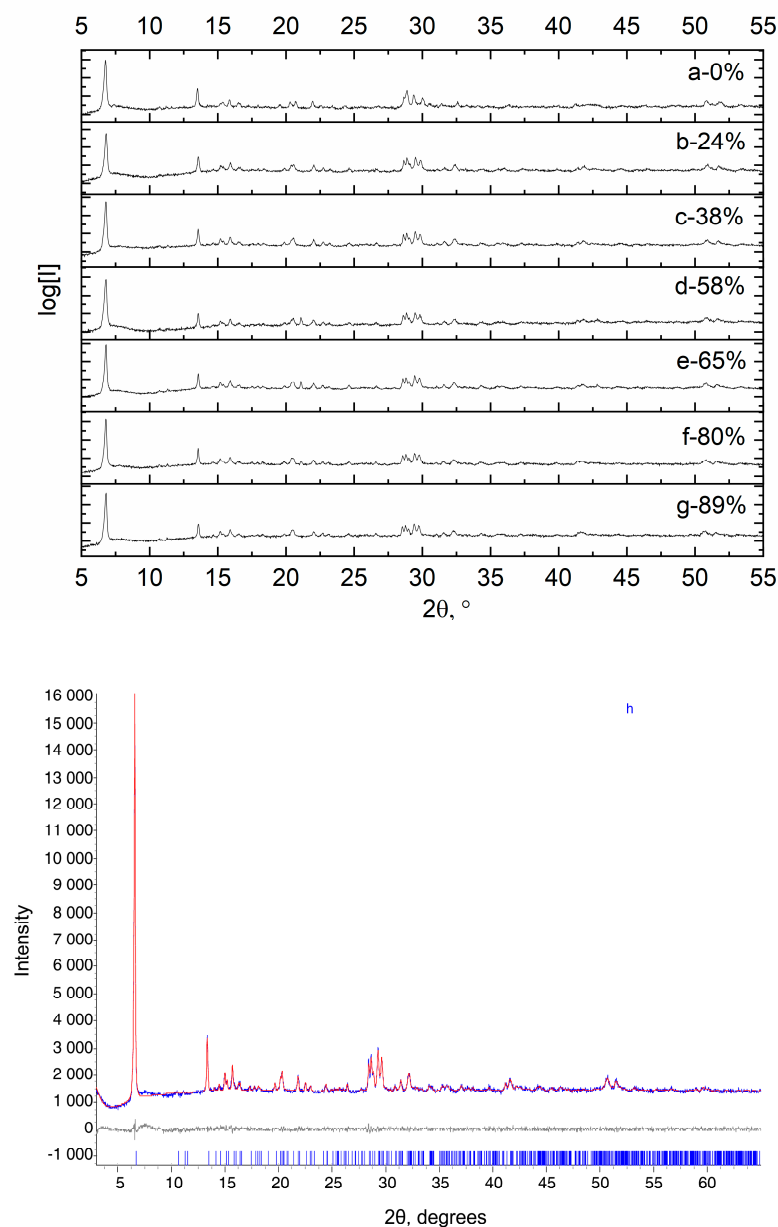 5 10 15 20 25 30 35 40 45 50 55
a-0%
b-24%
c-38%
log[I]
d-58%
e-65%
f-80%
g-89%
5 10 15 20 25 30 35 40 45 50 55
2θ, °
16 000
h
15 000
14 000
13 000
12 000
11 000
10 000
9 000
8 000
7 000
Intensity
6 000
5 000
4 000
3 000
2 000
1 000
0
-1 000
5 10 15 20 25 30 35 40 45 50 55 60
2θ, degrees